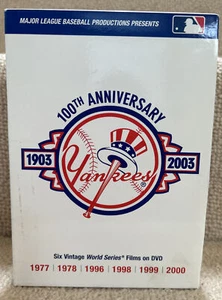 MAJOR LEAGUE BASEBALL PRODUCTIONS PRESENTS
100TH ANNIVERSARY
1903
2003
Yankees®
Six Vintage World Series® Films on DVD
1977 | 1978 | 1996 | 1998 | 1999 | 2000